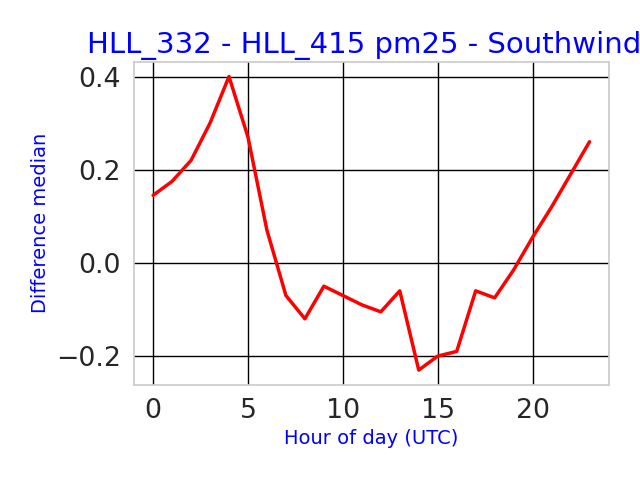 HLL_332 - HLL_415 pm25 - Southwind
0.4
0.2
0.0
−0.2
Difference median
0 5 10 15 20
Hour of day (UTC)